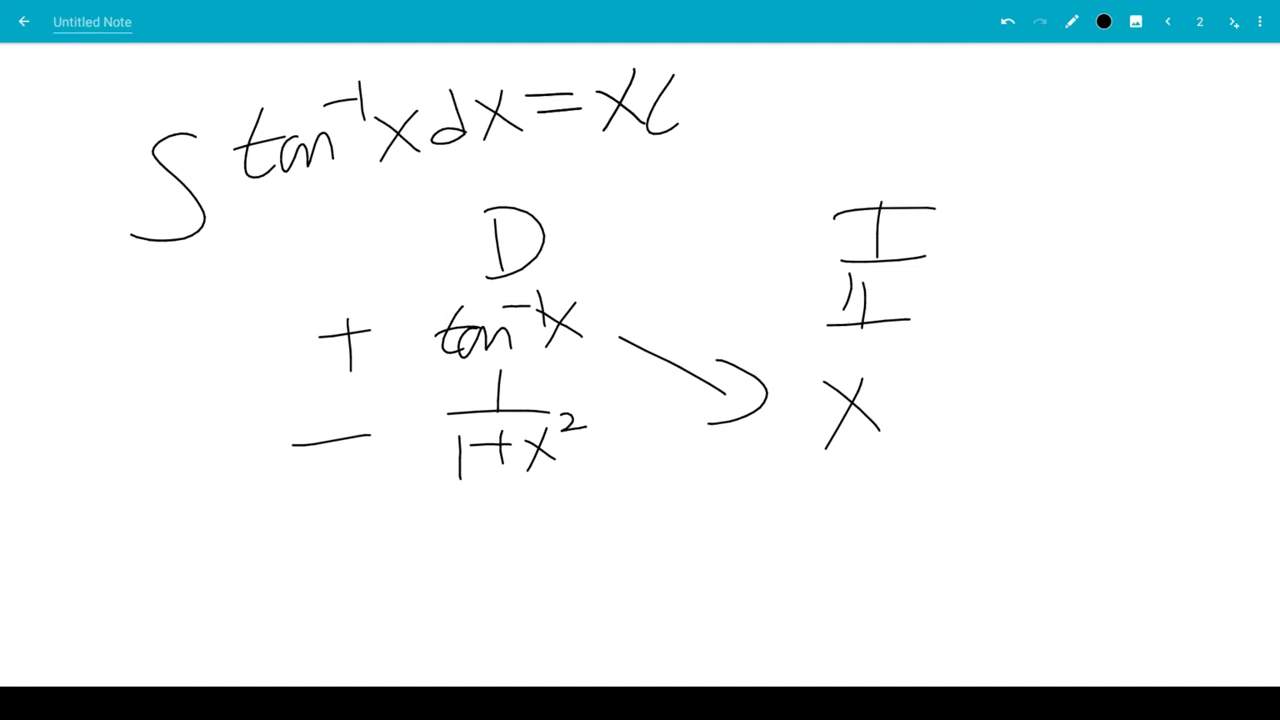 Untitled Note
2
∫ tan⁻¹x dx = x(
D I
+ tan⁻¹x 1
− 1/(1+x²) x